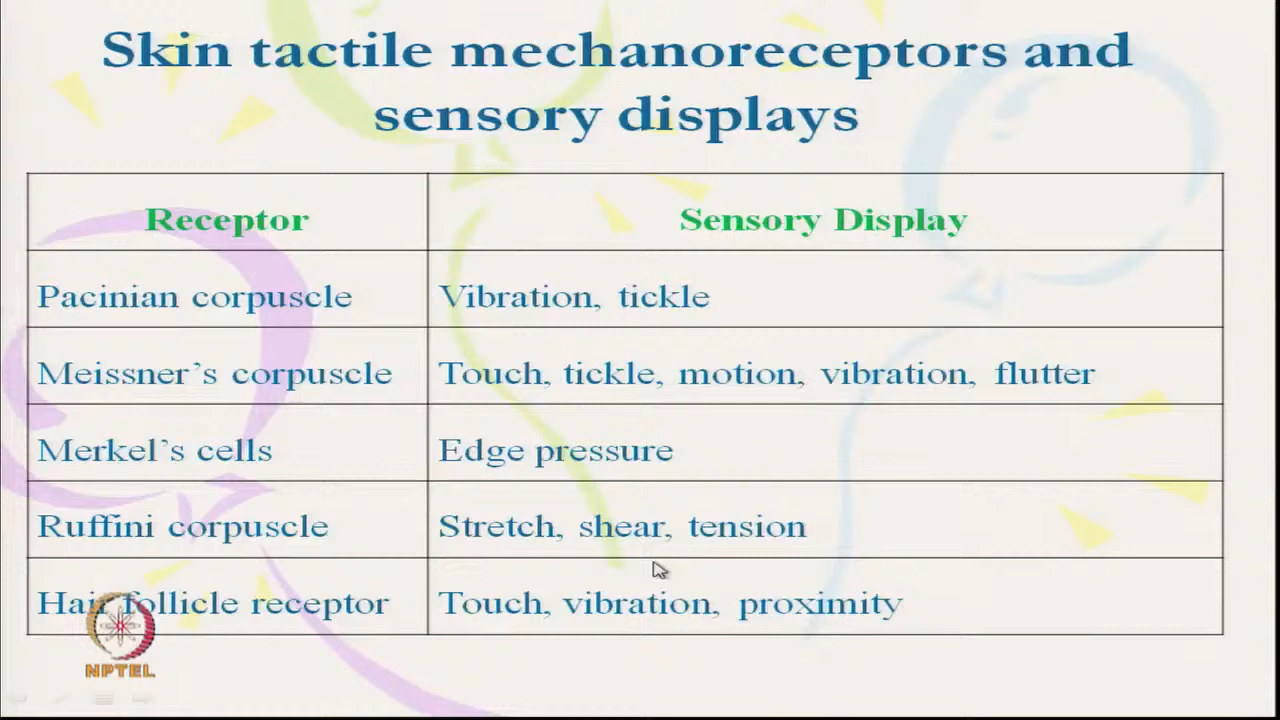 Skin tactile mechanoreceptors and
sensory displays
Receptor Sensory Display
Pacinian corpuscle Vibration, tickle
Meissner's corpuscle Touch, tickle, motion, vibration, flutter
Merkel's cells Edge pressure
Ruffini corpuscle Stretch, shear, tension
Hair follicle receptor Touch, vibration, proximity
NPTEL